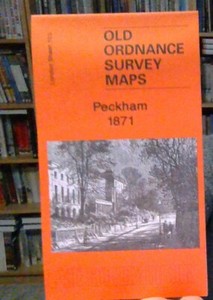 OLD
ORDNANCE
SURVEY
MAPS
Peckham
1871